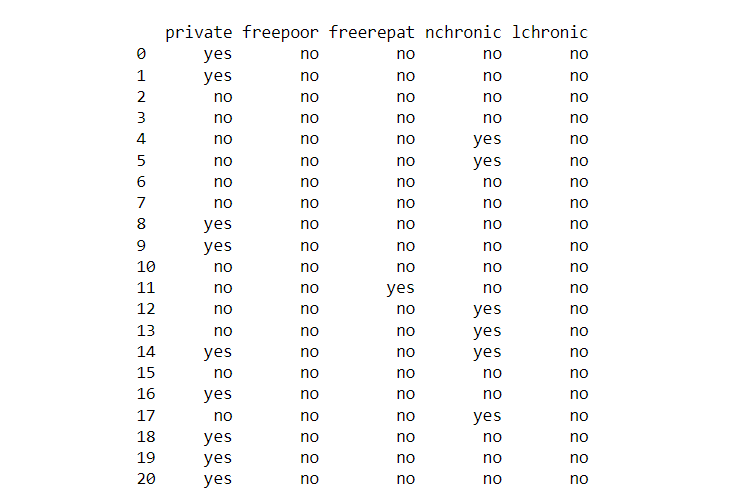 private freepoor freerepat nchronic lchronic
0 yes no no no no
1 yes no no no no
2 no no no no no
3 no no no no no
4 no no no yes no
5 no no no yes no
6 no no no no no
7 no no no no no
8 yes no no no no
9 yes no no no no
10 no no no no no
11 no no yes no no
12 no no no yes no
13 no no no yes no
14 yes no no yes no
15 no no no no no
16 yes no no no no
17 no no no yes no
18 yes no no no no
19 yes no no no no
20 yes no no no no